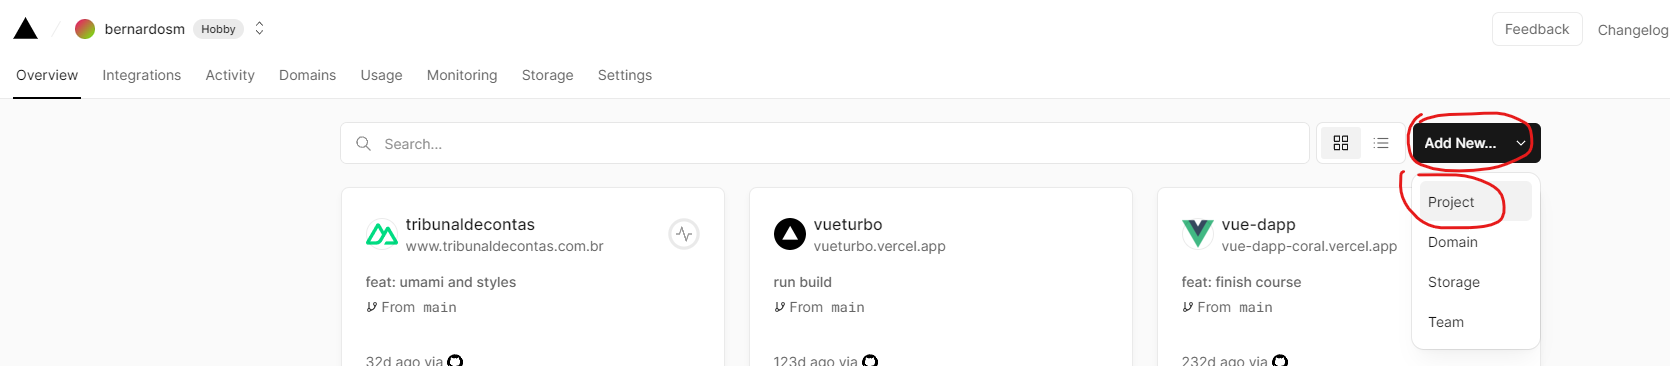 bernardosm Hobby
Feedback
Changelog
Overview Integrations Activity Domains Usage Monitoring Storage Settings
Search...
Add New...
Project
Domain
Storage
Team
tribunaldecontas
www.tribunaldecontas.com.br
feat: umami and styles
From main
32d ago via
vueturbo
vueturbo.vercel.app
run build
From main
123d ago via
vue-dapp
vue-dapp-coral.vercel.app
feat: finish course
From main
232d ago via